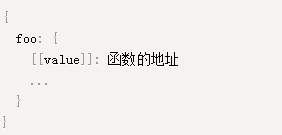 {
foo: {
[[value]]: 函数的地址
...
}
}